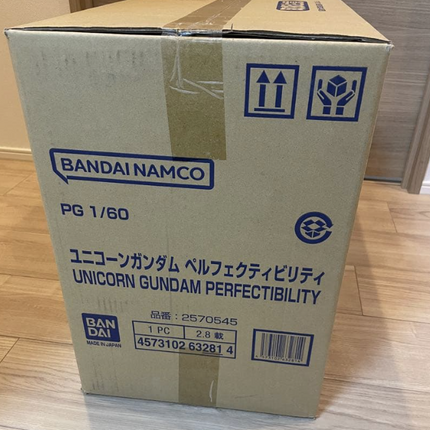 BANDAI NAMCO
PG 1/60
ユニコーンガンダム ペルフェクティビリティ
UNICORN GUNDAM PERFECTIBILITY
品番：2570545
BAN
DAI
MADE IN JAPAN
1 PC
2.8 載
4573102 63281 4